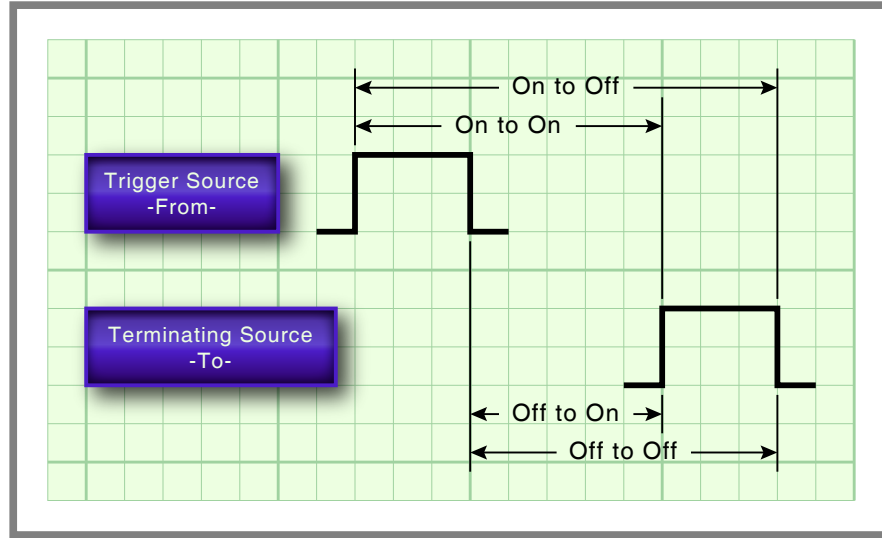 On to Off
On to On
Trigger Source
-From-
Terminating Source
-To-
Off to On
Off to Off